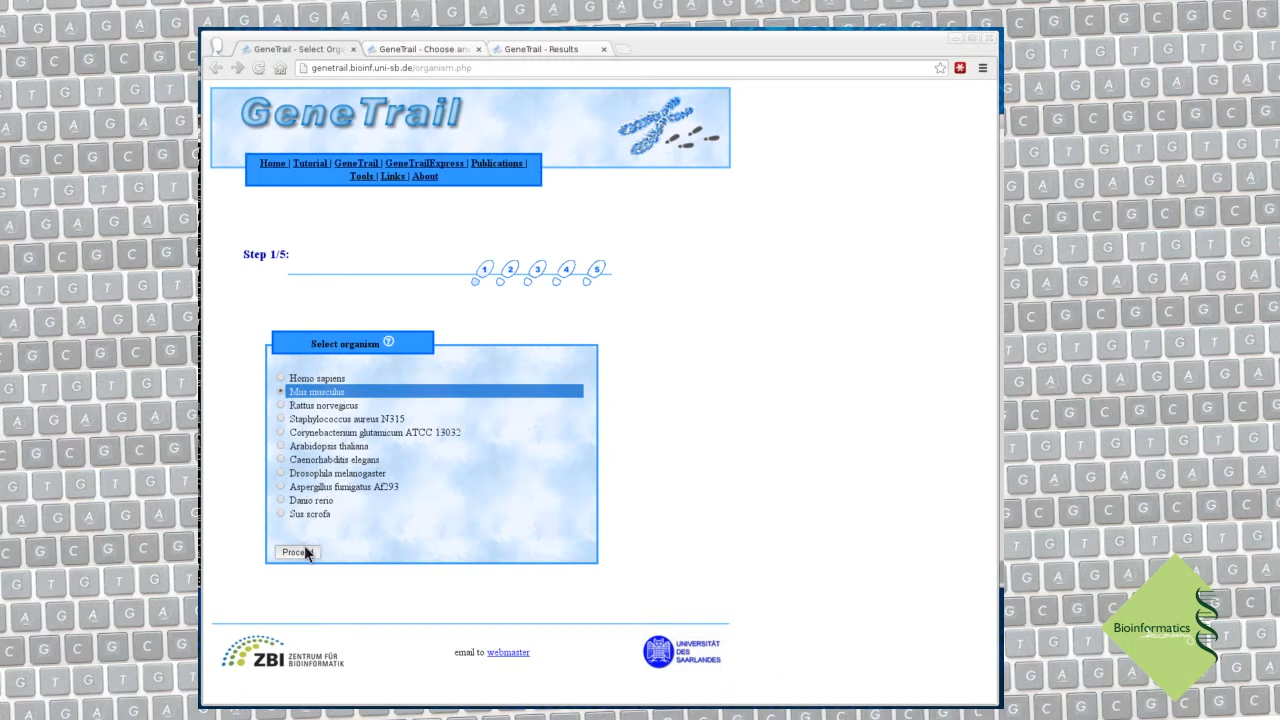 GeneTrail - Select Org
GeneTrail - Choose an
GeneTrail - Results
genetrail.bioinf.uni-sb.de/organism.php
GeneTrail
Home | Tutorial | GeneTrail | GeneTrailExpress | Publications |
Tools | Links | About
Step 1/5:
1 2 3 4 5
Select organism ?
Homo sapiens
Mus musculus
Rattus norvegicus
Staphylococcus aureus N315
Corynebacterium glutamicum ATCC 13032
Arabidopsis thaliana
Caenorhabditis elegans
Drosophila melanogaster
Aspergillus fumigatus Af293
Danio rerio
Sus scrofa
ZBI ZENTRUM FÜR
BIOINFORMATIK
email to webmaster
UNIVERSITÄT
DES
SAARLANDES
Bioinformatics